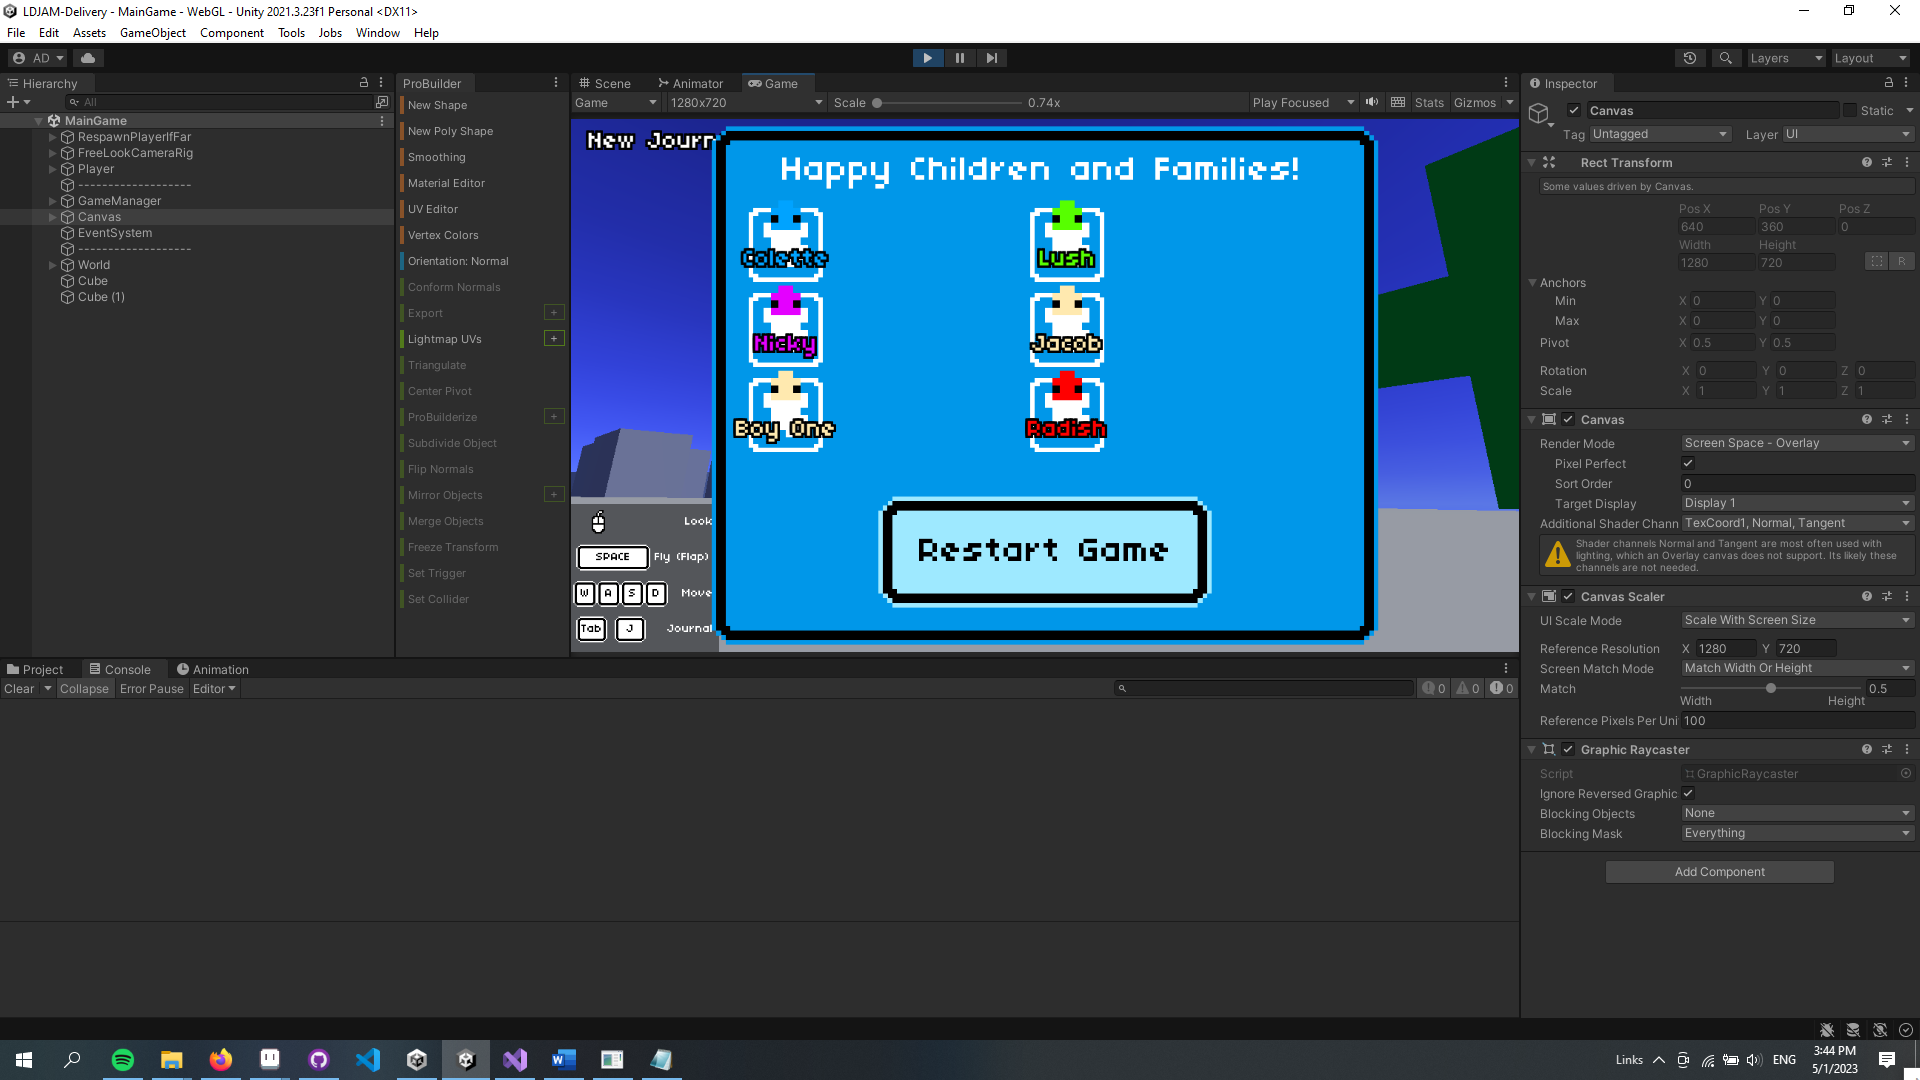 LDJAM-Delivery - MainGame - WebGL - Unity 2021.3.23f1 Personal <DX11>
File Edit Assets GameObject Component Tools Jobs Window Help
AD
Layers
Layout
Hierarchy
All
MainGame
RespawnPlayerIfFar
FreeLookCameraRig
Player
-------------------
GameManager
Canvas
EventSystem
-------------------
World
Cube
Cube (1)
ProBuilder
New Shape
New Poly Shape
Smoothing
Material Editor
UV Editor
Vertex Colors
Orientation: Normal
Conform Normals
Export +
Lightmap UVs +
Triangulate
Center Pivot
ProBuilderize +
Subdivide Object
Flip Normals
Mirror Objects +
Merge Objects
Freeze Transform
Set Trigger
Set Collider
Scene Animator Game
Game 1280x720 Scale 0.74x Play Focused Stats Gizmos
New Journ
Happy Children and Families!
Colette Lush
Nicky Jacob
Boy One Radish
Restart Game
Look
SPACE Fly (Flap)
W A S D Move
Tab J Journal
Project Console Animation
Clear Collapse Error Pause Editor
0 0 0
Inspector
Canvas Static
Tag Untagged Layer UI
Rect Transform
Some values driven by Canvas.
Pos X Pos Y Pos Z
640 360 0
Width Height
1280 720 R
Anchors
Min X 0 Y 0
Max X 0 Y 0
Pivot X 0.5 Y 0.5
Rotation X 0 Y 0 Z 0
Scale X 1 Y 1 Z 1
Canvas
Render Mode Screen Space - Overlay
Pixel Perfect
Sort Order 0
Target Display Display 1
Additional Shader Chann TexCoord1, Normal, Tangent
Shader channels Normal and Tangent are most often used with
lighting, which an Overlay canvas does not support. Its likely these
channels are not needed.
Canvas Scaler
UI Scale Mode Scale With Screen Size
Reference Resolution X 1280 Y 720
Screen Match Mode Match Width Or Height
Match 0.5
Width Height
Reference Pixels Per Uni 100
Graphic Raycaster
Script GraphicRaycaster
Ignore Reversed Graphic
Blocking Objects None
Blocking Mask Everything
Add Component
Links ENG
3:44 PM
5/1/2023